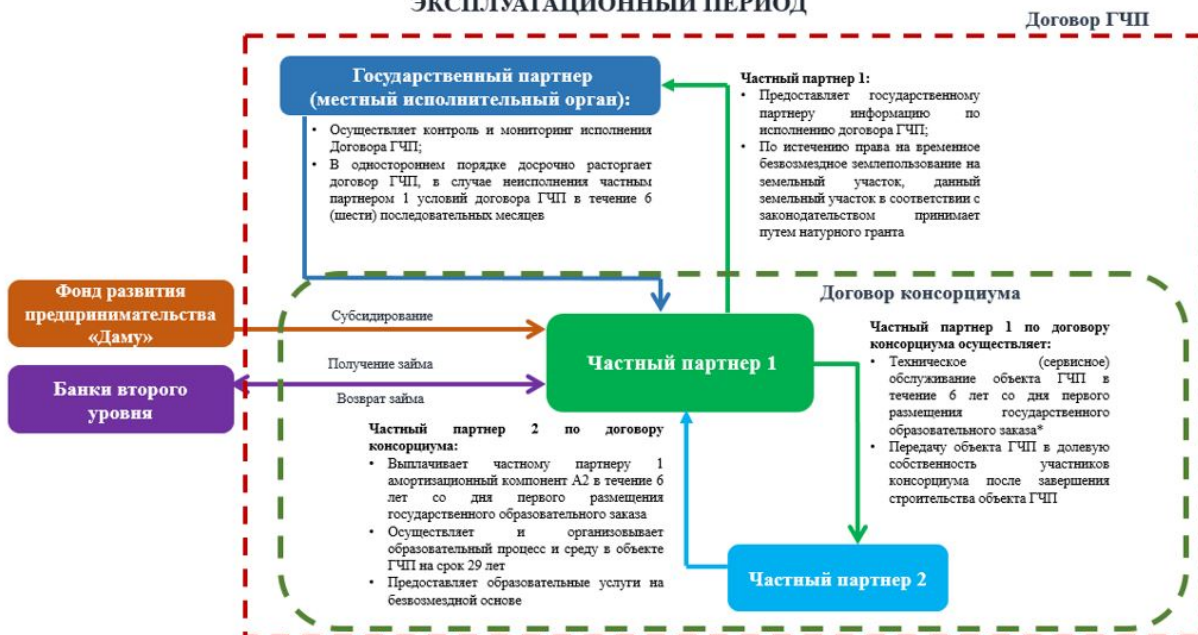 ЭКСПЛУАТАЦИОННЫЙ ПЕРИОД
Договор ГЧП
Государственный партнер
(местный исполнительный орган):
• Осуществляет контроль и мониторинг исполнения
Договора ГЧП;
• В одностороннем порядке досрочно расторгает
договор ГЧП, в случае неисполнения частным
партнером 1 условий договора ГЧП в течение 6
(шести) последовательных месяцев
Частный партнер 1:
• Предоставляет государственному
партнеру информацию по
исполнению договора ГЧП;
• По истечению права на временное
безвозмездное землепользование на
земельный участок, данный
земельный участок в соответствии с
законодательством принимает
путем натурного гранта
Фонд развития
предпринимательства
«Даму»
Банки второго
уровня
Субсидирование
Получение займа
Возврат займа
Договор консорциума
Частный партнер 1
Частный партнер 1 по договору
консорциума осуществляет:
• Техническое (сервисное)
обслуживание объекта ГЧП в
течение 6 лет со дня первого
размещения государственного
образовательного заказа*
• Передачу объекта ГЧП в долевую
собственность участников
консорциума после завершения
строительства объекта ГЧП
Частный партнер 2 по договору
консорциума:
• Выплачивает частному партнеру 1
амортизационный компонент А2 в течение 6
лет со дня первого размещения
государственного образовательного заказа
• Осуществляет и организовывает
образовательный процесс и среду в объекте
ГЧП на срок 29 лет
• Предоставляет образовательные услуги на
безвозмездной основе
Частный партнер 2